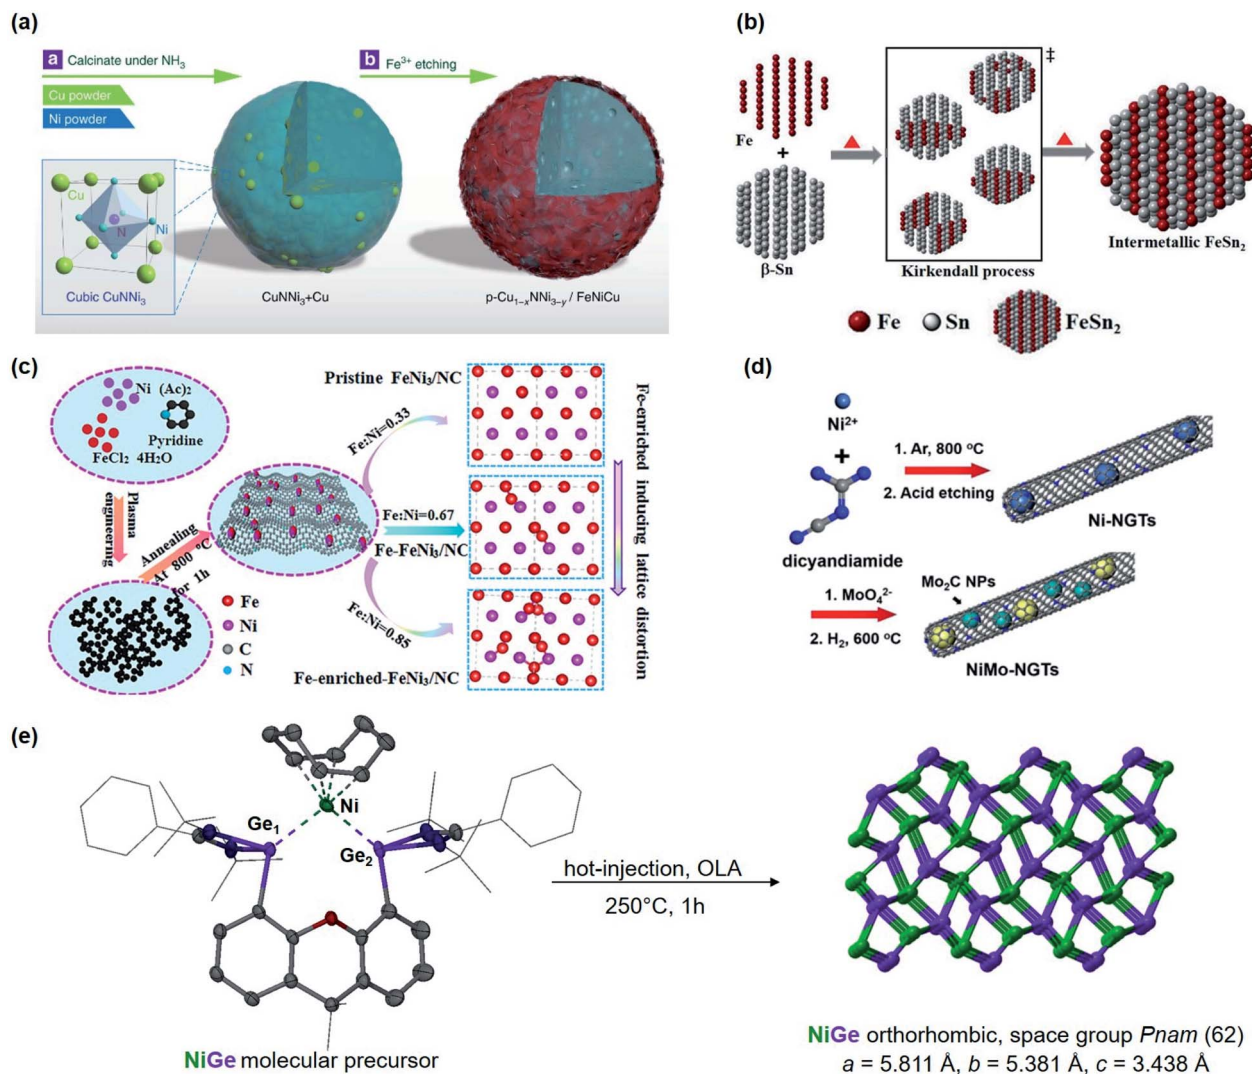 (a)
a Calcinate under NH₃
b Fe³⁺ etching
Cu powder
Ni powder
Cu
N
Ni
Cubic CuNNi₃
CuNNi₃+Cu
p-Cu₁₋ₓNNi₃₋ᵧ / FeNiCu
(b)
Fe
+
β-Sn
‡
Kirkendall process
Intermetallic FeSn₂
Fe
Sn
FeSn₂
(c)
Ni (Ac)₂
Pyridine
FeCl₂ 4H₂O
Plasma
engineering
Annealing
At 800 °C
for 1h
Fe
Ni
C
N
Pristine FeNi₃/NC
Fe:Ni=0.33
Fe:Ni=0.67
Fe-FeNi₃/NC
Fe:Ni=0.85
Fe-enriched-FeNi₃/NC
Fe-enriched inducing lattice distortion
(d)
Ni²⁺
+
dicyandiamide
1. Ar, 800 °C
2. Acid etching
Ni-NGTs
1. MoO₄²⁻
2. H₂, 600 °C
Mo₂C NPs
NiMo-NGTs
(e)
Ni
Ge₁
Ge₂
NiGe molecular precursor
hot-injection, OLA
250°C, 1h
NiGe orthorhombic, space group Pnam (62)
a = 5.811 Å, b = 5.381 Å, c = 3.438 Å